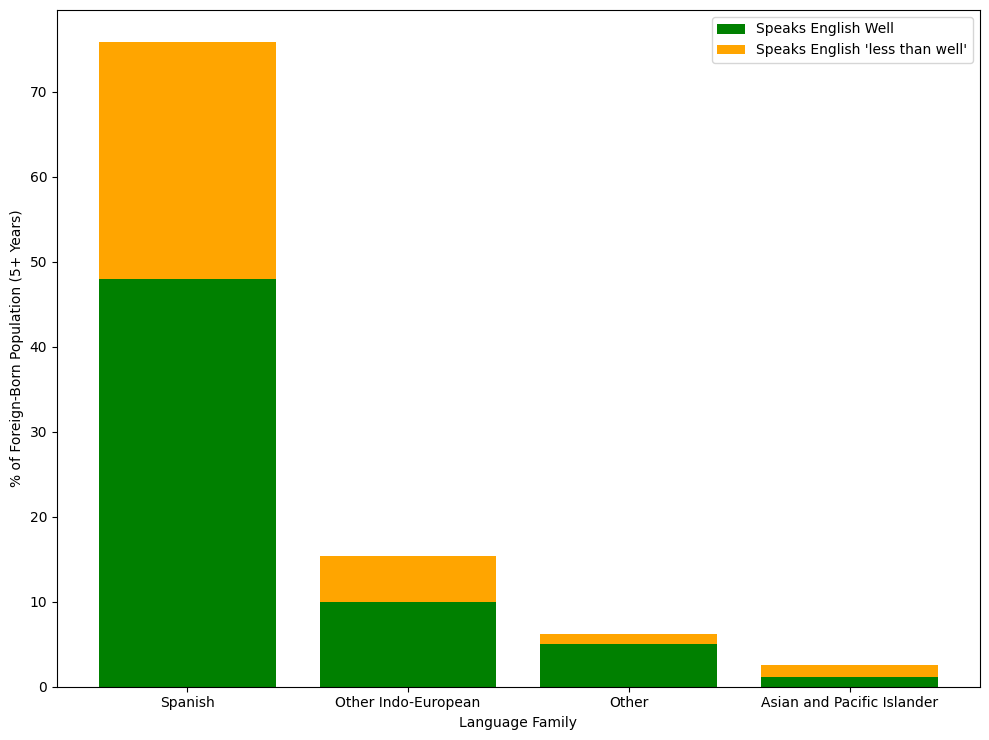 Speaks English Well
Speaks English 'less than well'
% of Foreign-Born Population (5+ Years)
70
60
50
40
30
20
10
0
Spanish
Other Indo-European
Other
Asian and Pacific Islander
Language Family